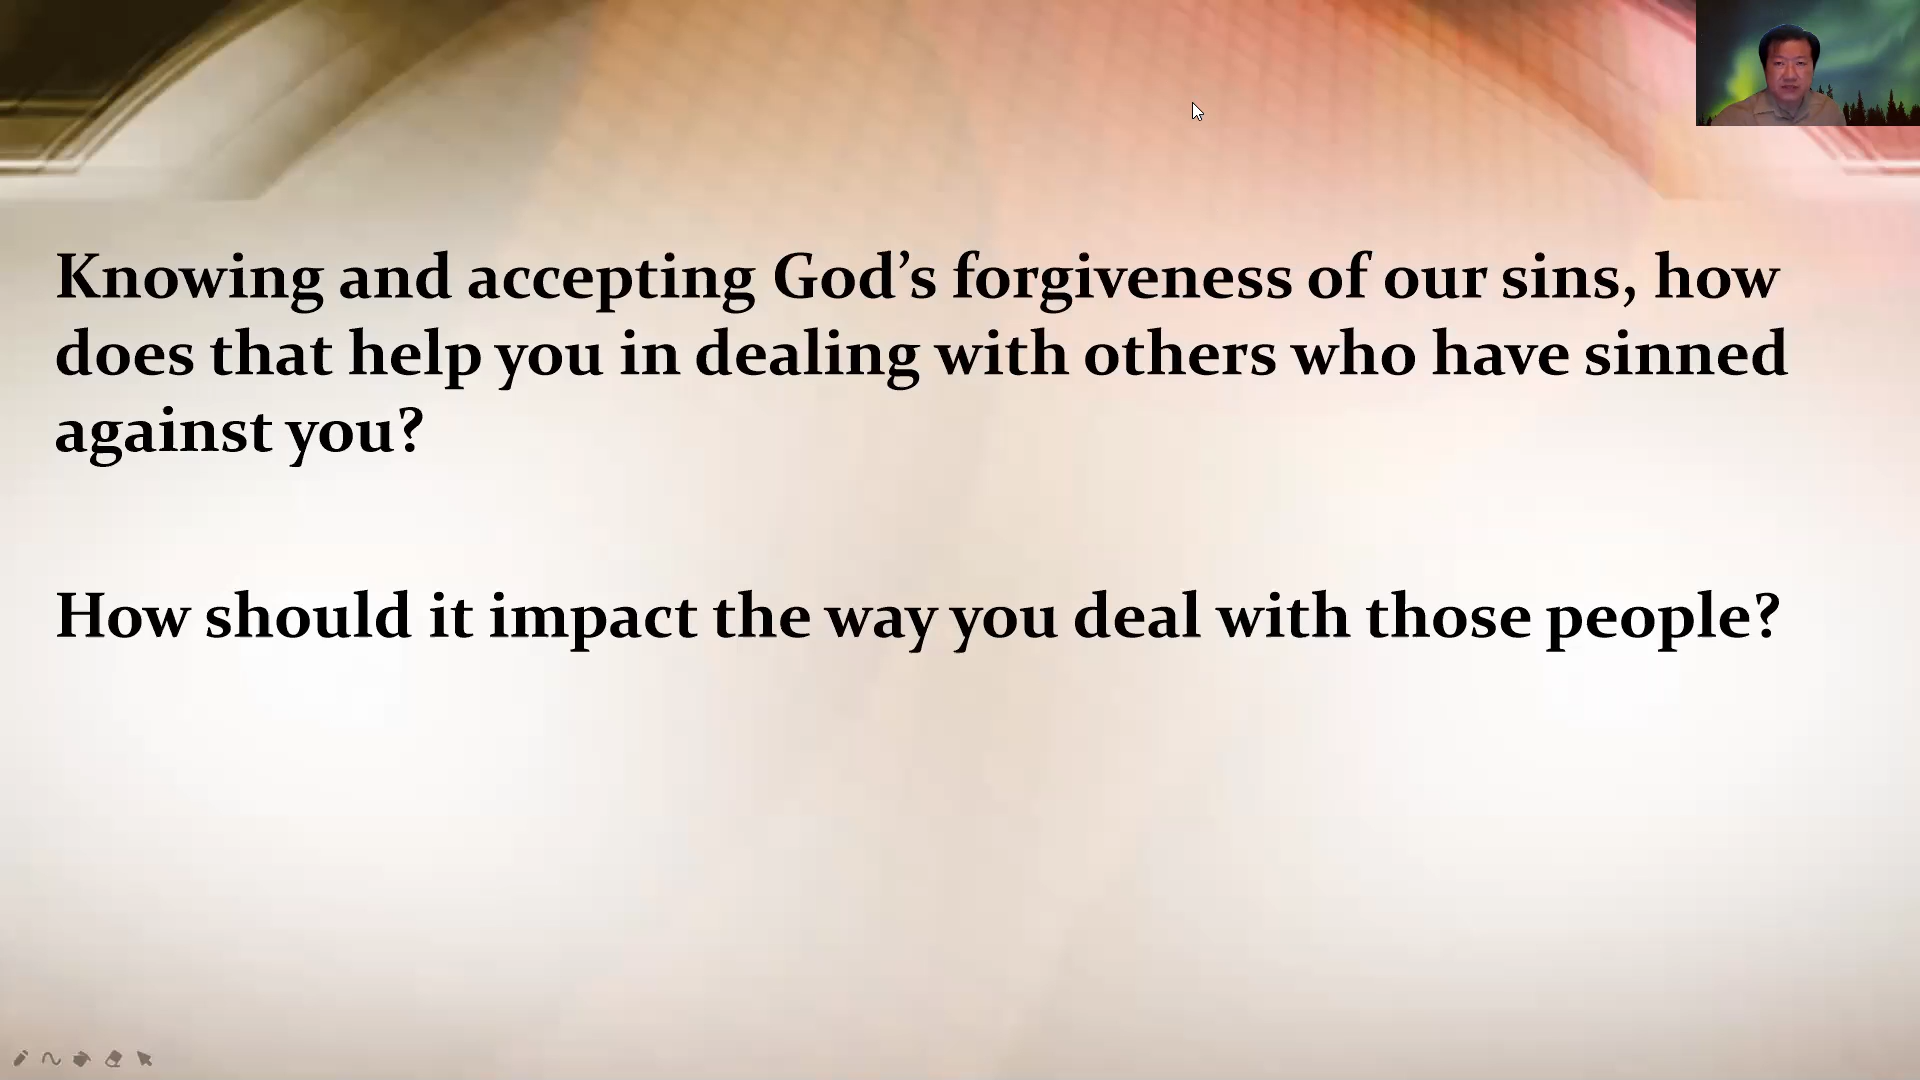 Knowing and accepting God’s forgiveness of our sins, how
does that help you in dealing with others who have sinned
against you?
How should it impact the way you deal with those people?